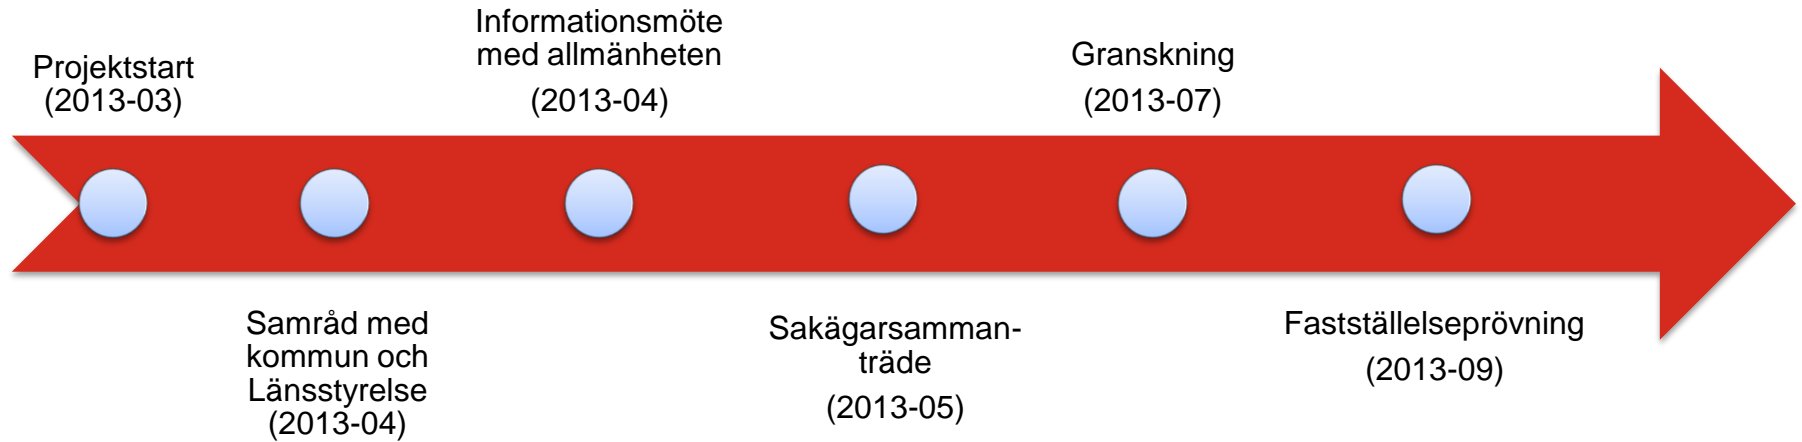 Projektstart
(2013-03)
Samråd med
kommun och
Länsstyrelse
(2013-04)
Informationsmöte
med allmänheten
(2013-04)
Sakägarsamman-
träde
(2013-05)
Granskning
(2013-07)
Fastställelseprövning
(2013-09)